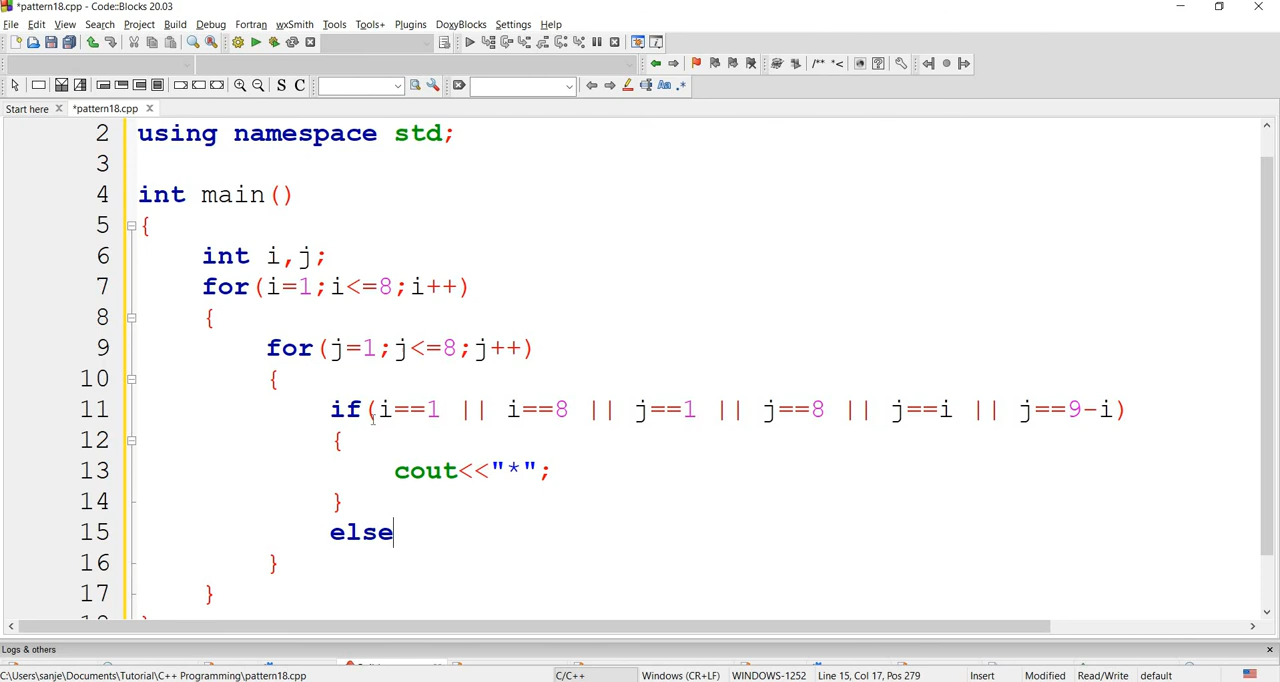 *pattern18.cpp - Code::Blocks 20.03
File Edit View Search Project Build Debug Fortran wxSmith Tools Tools+ Plugins DoxyBlocks Settings Help
/** *<
S C
Aa .*
Start here *pattern18.cpp
2 using namespace std;
3
4 int main()
5 {
6 int i,j;
7 for(i=1;i<=8;i++)
8 {
9 for(j=1;j<=8;j++)
10 {
11 if(i==1 || i==8 || j==1 || j==8 || j==i || j==9-i)
12 {
13 cout<<"*";
14 }
15 else
16 }
17 }
Logs & others
C:\Users\sanje\Documents\Tutorial\C++ Programming\pattern18.cpp C/C++ Windows (CR+LF) WINDOWS-1252 Line 15, Col 17, Pos 279 Insert Modified Read/Write default